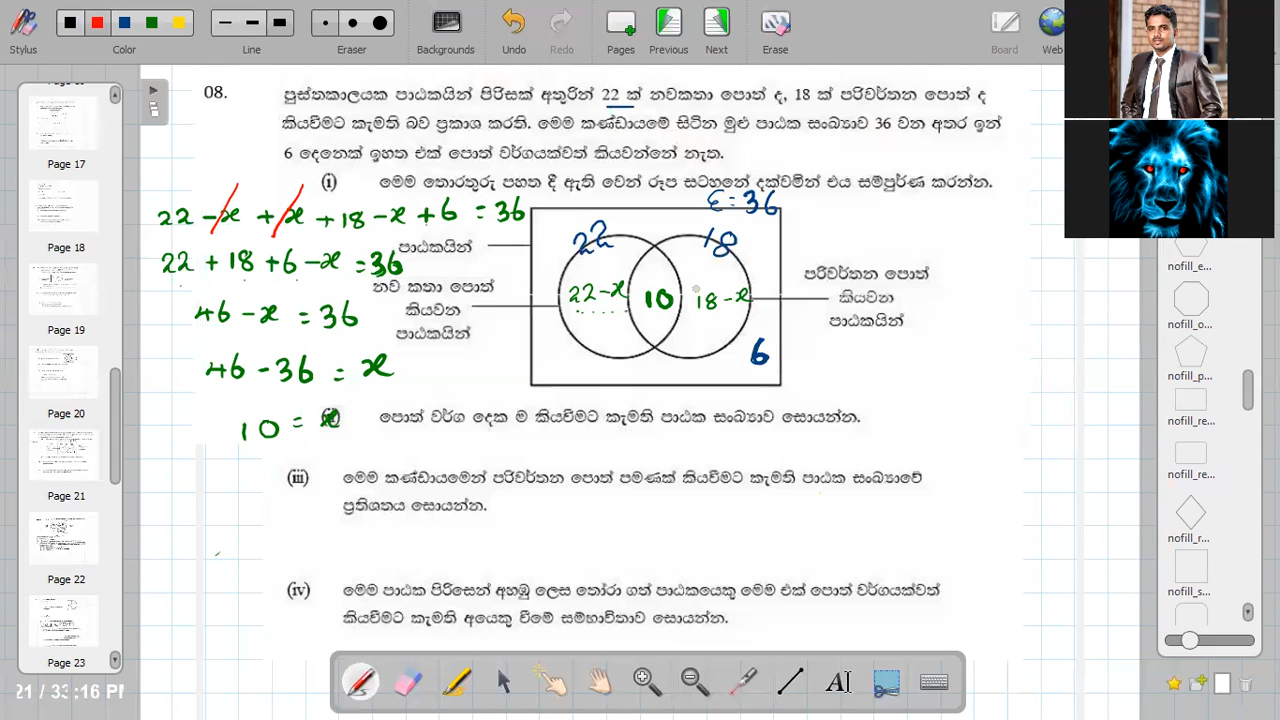 Stylus
Color
Line
Eraser
Backgrounds
Undo
Redo
Pages
Previous
Next
Erase
Board
Web
Page 17
Page 18
Page 19
Page 20
Page 21
Page 22
Page 23
08. පුස්තකාලයක පාඨකයින් පිරිසක් අතුරින් 22 ක් නවකතා පොත් ද, 18 ක් පරිවර්තන පොත් ද
කියවීමට කැමති බව ප්‍රකාශ කරති. මෙම කණ්ඩායමේ සිටින මුළු පාඨක සංඛ්‍යාව 36 වන අතර ඉන්
6 දෙනෙක් ඉහත එක් පොත් වර්ගයක්වත් කියවන්නේ නැත.
(i) මෙම තොරතුරු පහත දී ඇති වෙන් රූප සටහනේ දක්වමින් එය සම්පූර්ණ කරන්න.
22 - x + x + 18 - x + 6 = 36
22 + 18 + 6 - x = 36
46 - x = 36
46 - 36 = x
10 = x
ε = 36
පාඨකයින්
නව කතා පොත්
කියවන
පාඨකයින්
22
18
22 - x
10
18 - x
6
පරිවර්තන පොත්
කියවන
පාඨකයින්
පොත් වර්ග දෙක ම කියවීමට කැමති පාඨක සංඛ්‍යාව සොයන්න.
(iii) මෙම කණ්ඩායමෙන් පරිවර්තන පොත් පමණක් කියවීමට කැමති පාඨක සංඛ්‍යාවේ
ප්‍රතිශතය සොයන්න.
(iv) මෙම පාඨක පිරිසෙන් අහඹු ලෙස තෝරා ගත් පාඨකයෙකු මෙම එක් පොත් වර්ගයක්වත්
කියවීමට කැමති අයෙකු වීමේ සම්භාවිතාව සොයන්න.
nofill_e...
nofill_o...
nofill_p...
nofill_re...
nofill_re...
nofill_r...
nofill_s...